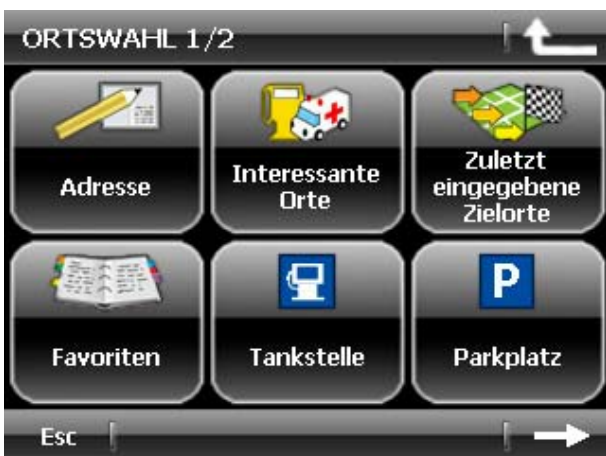 ORTSWAHL 1/2
Adresse
Interessante
Orte
Zuletzt
eingegebene
Zielorte
Favoriten
Tankstelle
P
Parkplatz
Esc